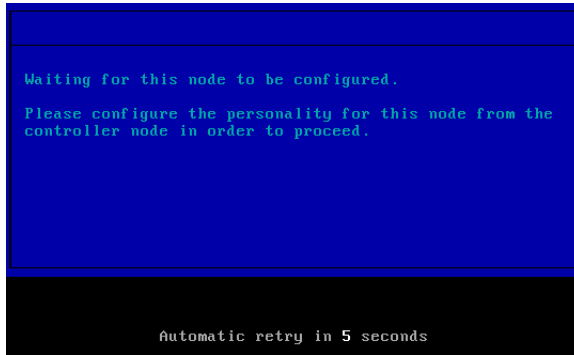 Waiting for this node to be configured.
Please configure the personality for this node from the
controller node in order to proceed.
Automatic retry in 5 seconds